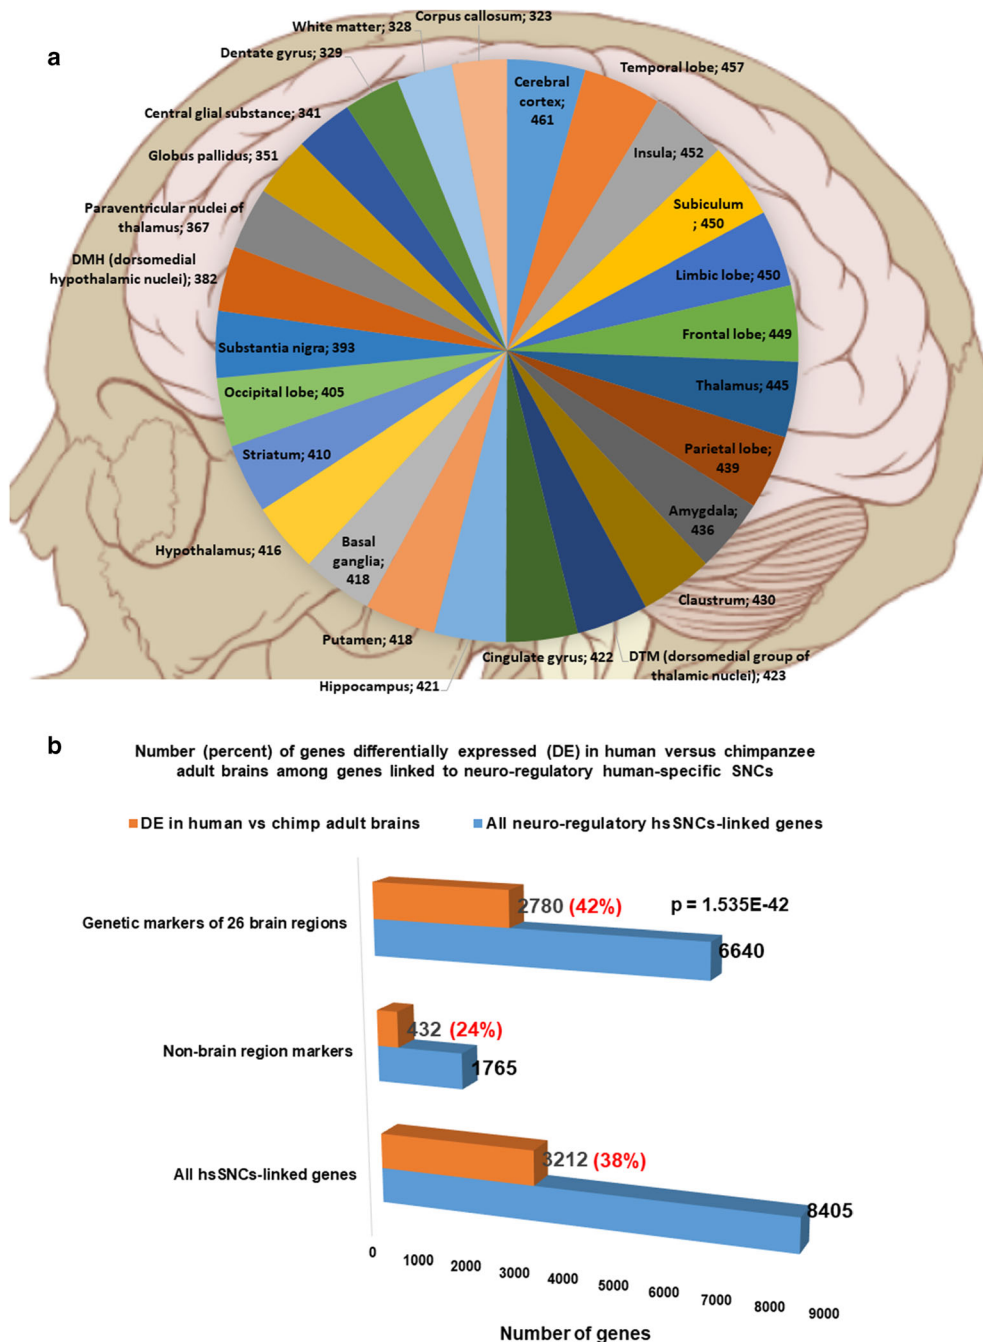 a
Corpus callosum; 323
White matter; 328
Dentate gyrus; 329
Central glial substance; 341
Globus pallidus; 351
Paraventricular nuclei of
thalamus; 367
DMH (dorsomedial
hypothalamic nuclei); 382
Substantia nigra; 393
Occipital lobe; 405
Striatum; 410
Hypothalamus; 416
Basal
ganglia;
418
Putamen; 418
Hippocampus; 421
Cerebral
cortex;
461
Temporal lobe; 457
Insula; 452
Subiculum
; 450
Limbic lobe; 450
Frontal lobe; 449
Thalamus; 445
Parietal lobe;
439
Amygdala;
436
Claustrum; 430
DTM (dorsomedial group of
thalamic nuclei); 423
Cingulate gyrus; 422
b
Number (percent) of genes differentially expressed (DE) in human versus chimpanzee
adult brains among genes linked to neuro-regulatory human-specific SNCs
DE in human vs chimp adult brains
All neuro-regulatory hsSNCs-linked genes
Genetic markers of 26 brain regions
2780 (42%)
p = 1.535E-42
6640
Non-brain region markers
432 (24%)
1765
All hsSNCs-linked genes
3212 (38%)
8405
0 1000 2000 3000 4000 5000 6000 7000 8000 9000
Number of genes